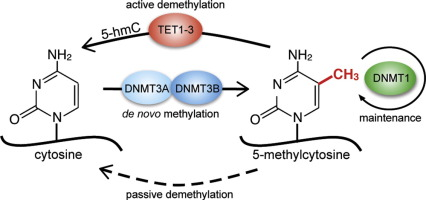 active demethylation
5-hmC
TET1-3
NH₂
N
O
N
cytosine
DNMT3A DNMT3B
de novo methylation
NH₂
CH₃
N
O
N
5-methylcytosine
DNMT1
maintenance
passive demethylation